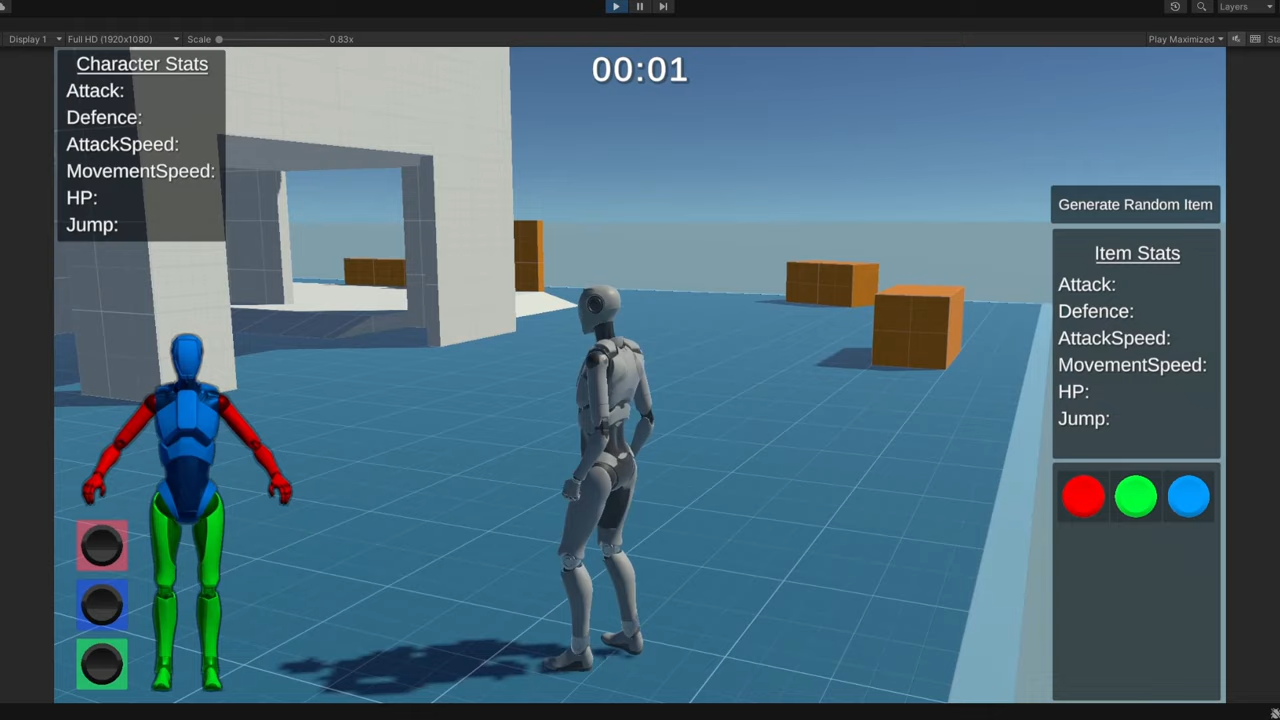 Layers
Display 1
Full HD (1920x1080)
Scale
0.83x
Play Maximized
Character Stats
Attack:
Defence:
AttackSpeed:
MovementSpeed:
HP:
Jump:
00:01
Generate Random Item
Item Stats
Attack:
Defence:
AttackSpeed:
MovementSpeed:
HP:
Jump: